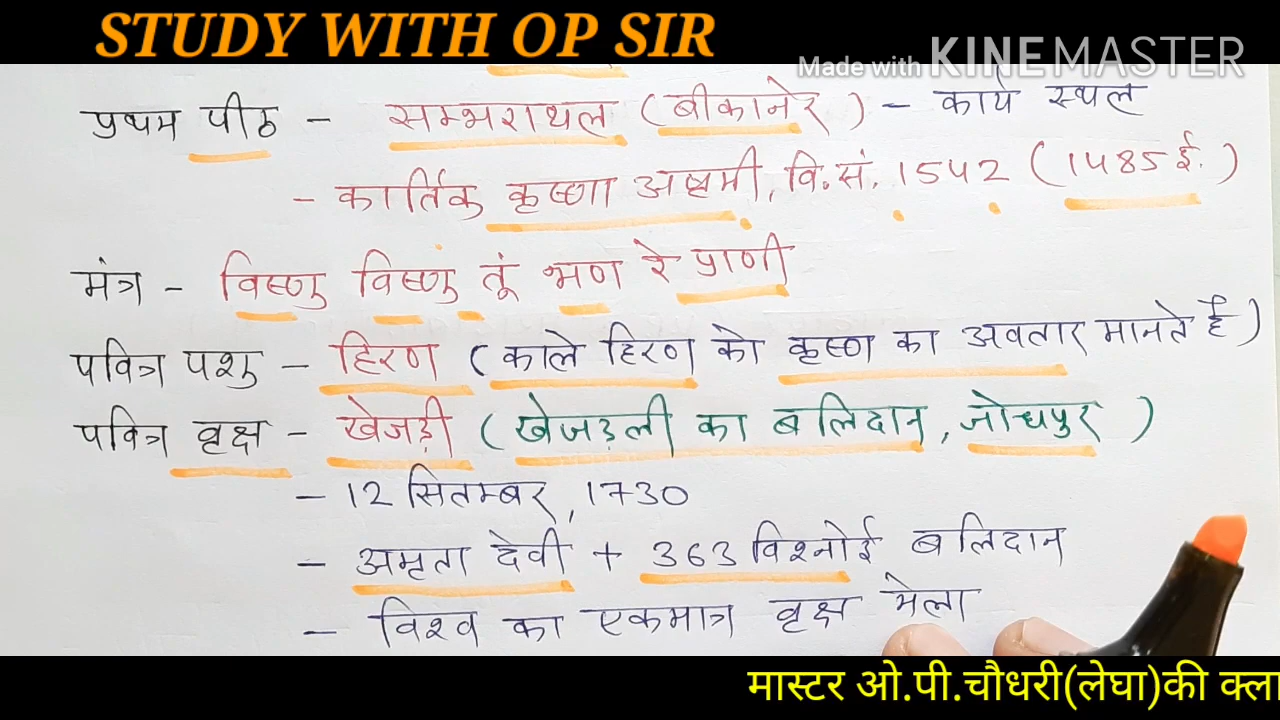 STUDY WITH OP SIR
Made with KINEMASTER
प्रथम पीठ - सम्भराथल (बीकानेर) - कार्य स्थल
- कार्तिक कृष्णा अष्टमी, वि.सं. 1542 (1485 ई.)
मंत्र - विष्णु विष्णुं तूं भण रे प्राणी
पवित्र पशु - हिरण (काले हिरण को कृष्ण का अवतार मानते है)
पवित्र वृक्ष - खेजड़ी (खेजड़ली का बलिदान, जोधपुर)
- 12 सितम्बर, 1730
- अमृता देवी + 363 विश्नोई बलिदान
- विश्व का एकमात्र वृक्ष मेला
मास्टर ओ.पी.चौधरी(लेघा)की क्ला